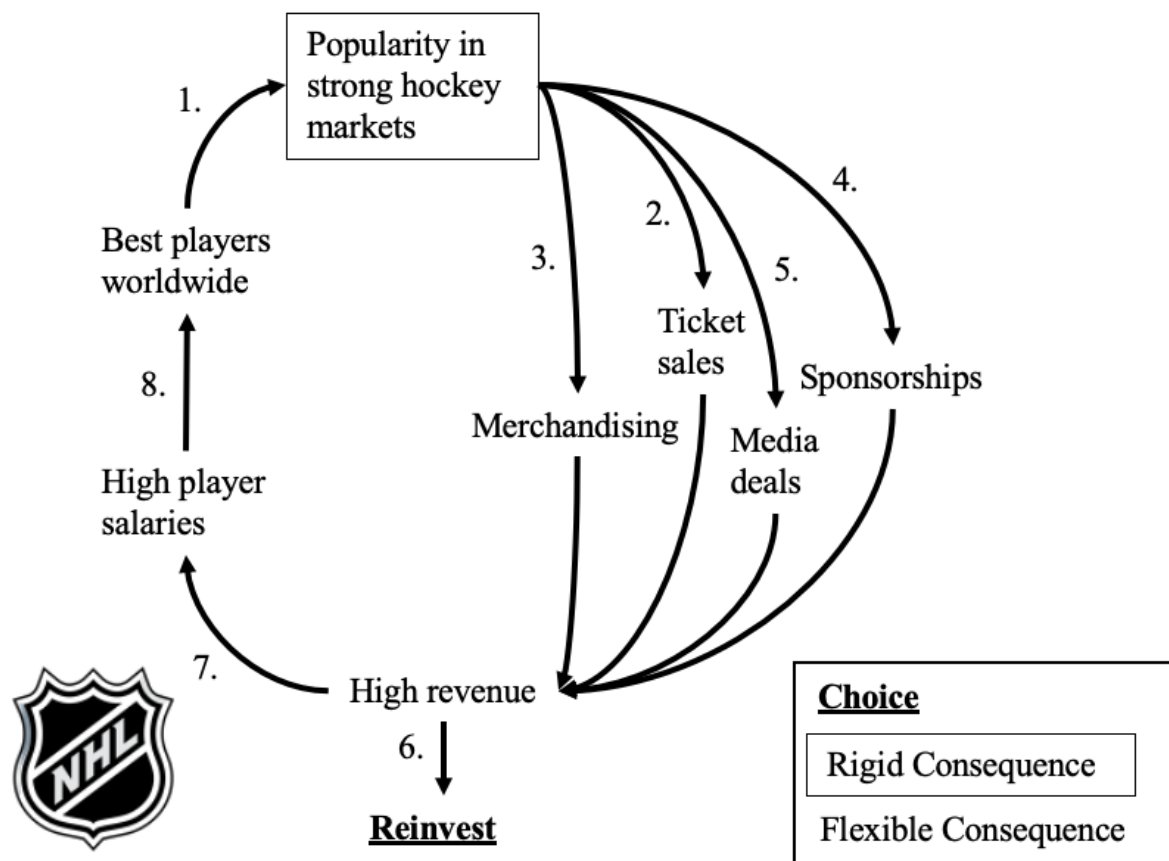 Popularity in
strong hockey
markets
1.
4.
2.
3.
5.
Best players
worldwide
Ticket
sales
Sponsorships
8.
Merchandising
Media
deals
High player
salaries
7.
High revenue
6.
Reinvest
NHL
Choice
Rigid Consequence
Flexible Consequence